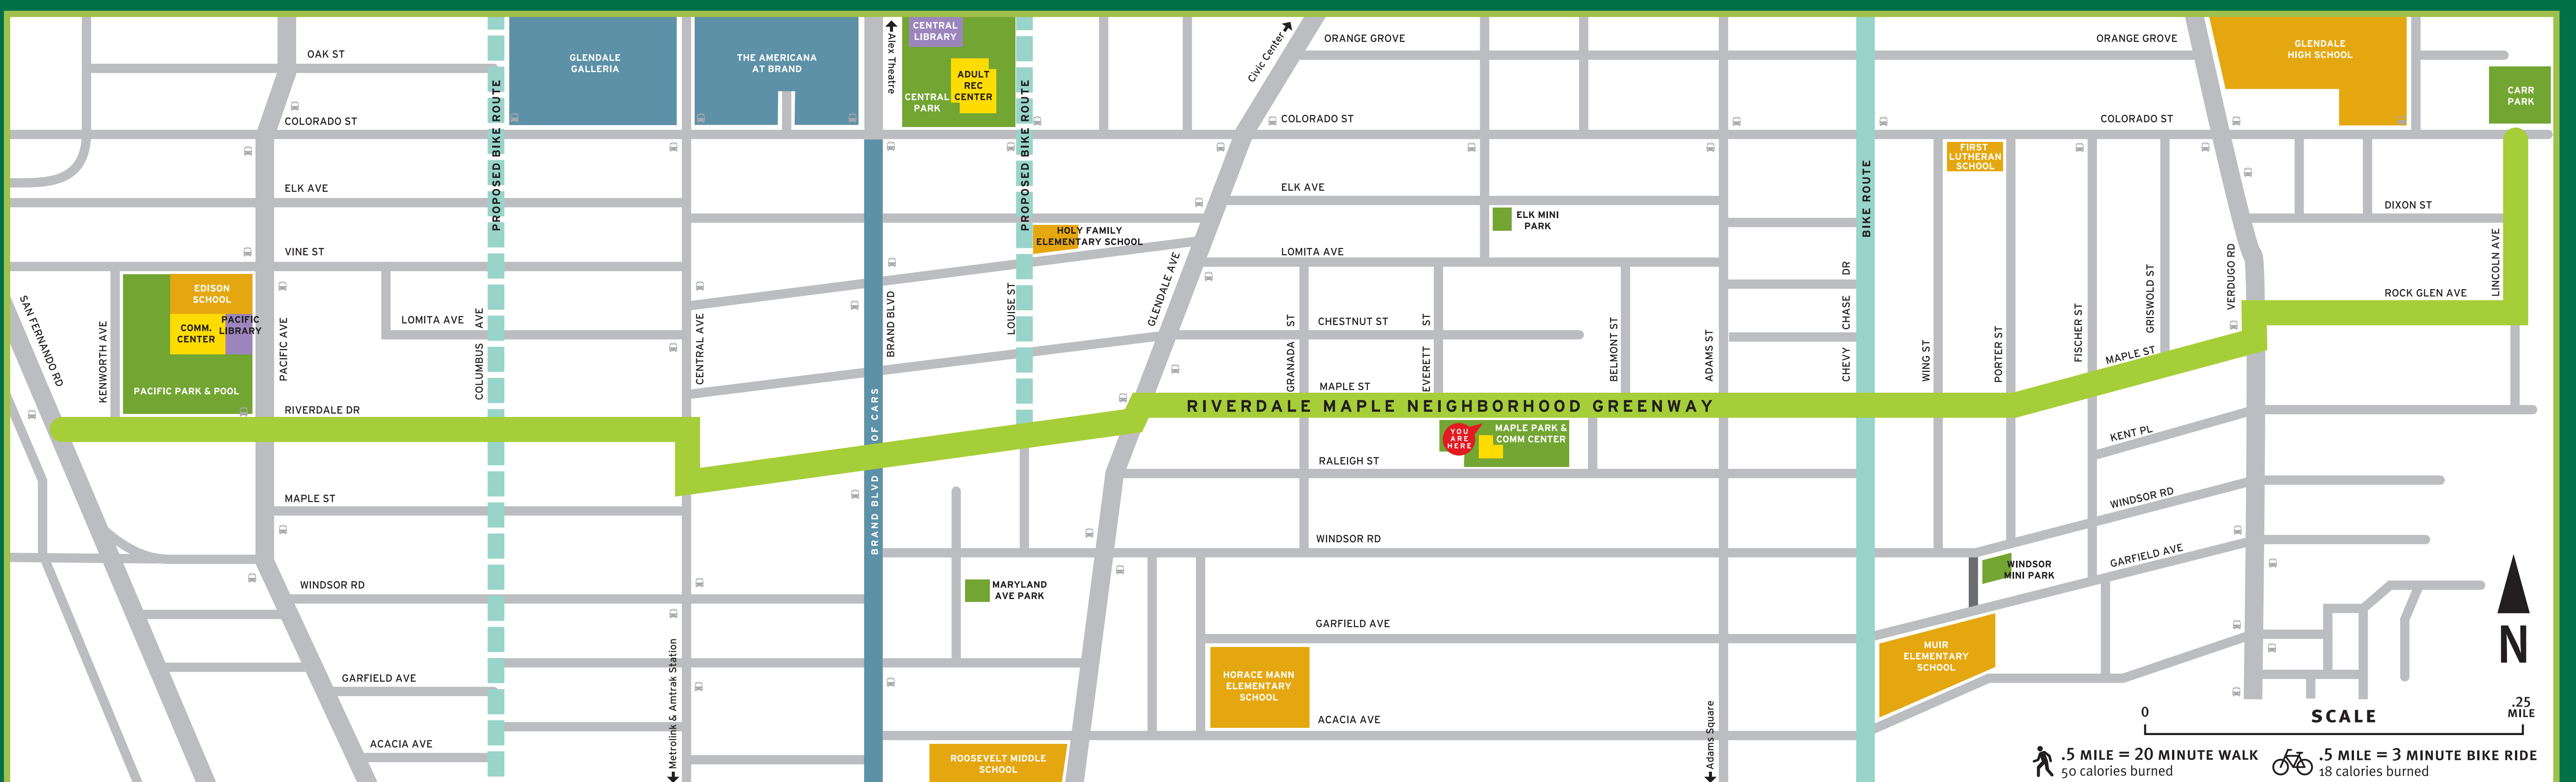 CENTRAL
LIBRARY
OAK ST
GLENDALE
GALLERIA
THE AMERICANA
AT BRAND
Alex Theatre
ADULT
REC
CENTER
CENTRAL
PARK
Civic Center
ORANGE GROVE
ORANGE GROVE
GLENDALE
HIGH SCHOOL
CARR
PARK
PROPOSED BIKE ROUTE
PROPOSED BIKE ROUTE
COLORADO ST
COLORADO ST
COLORADO ST
BIKE ROUTE
FIRST
LUTHERAN
SCHOOL
ELK AVE
ELK AVE
DIXON ST
ELK MINI
PARK
HOLY FAMILY
ELEMENTARY SCHOOL
VINE ST
LOMITA AVE
EDISON
SCHOOL
COMM.
CENTER
PACIFIC
LIBRARY
PACIFIC PARK & POOL
SAN FERNANDO RD
KENWORTH AVE
PACIFIC AVE
LOMITA AVE
COLUMBUS AVE
CENTRAL AVE
BRAND BLVD
LOUISE ST
GLENDALE AVE
CHESTNUT ST
GRANADA ST
EVERETT ST
BELMONT ST
ADAMS ST
CHEVY CHASE DR
WING ST
PORTER ST
FISCHER ST
GRISWOLD ST
VERDUGO RD
LINCOLN AVE
ROCK GLEN AVE
MAPLE ST
MAPLE ST
RIVERDALE DR
RIVERDALE MAPLE NEIGHBORHOOD GREENWAY
BRAND BLVD OF CARS
YOU
ARE
HERE
MAPLE PARK &
COMM CENTER
KENT PL
RALEIGH ST
MAPLE ST
WINDSOR RD
WINDSOR RD
GARFIELD AVE
WINDSOR
MINI PARK
WINDSOR RD
MARYLAND
AVE PARK
GARFIELD AVE
MUIR
ELEMENTARY
SCHOOL
N
GARFIELD AVE
Metrolink & Amtrak Station
HORACE MANN
ELEMENTARY
SCHOOL
ACACIA AVE
ACACIA AVE
Adams Square
ROOSEVELT MIDDLE
SCHOOL
0
SCALE
.25
MILE
.5 MILE = 20 MINUTE WALK
50 calories burned
.5 MILE = 3 MINUTE BIKE RIDE
18 calories burned